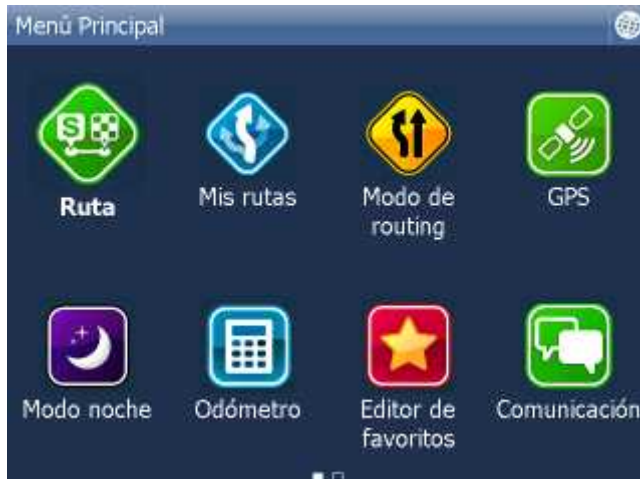 Menú Principal
Ruta
Mis rutas
Modo de
routing
GPS
Modo noche
Odómetro
Editor de
favoritos
Comunicación